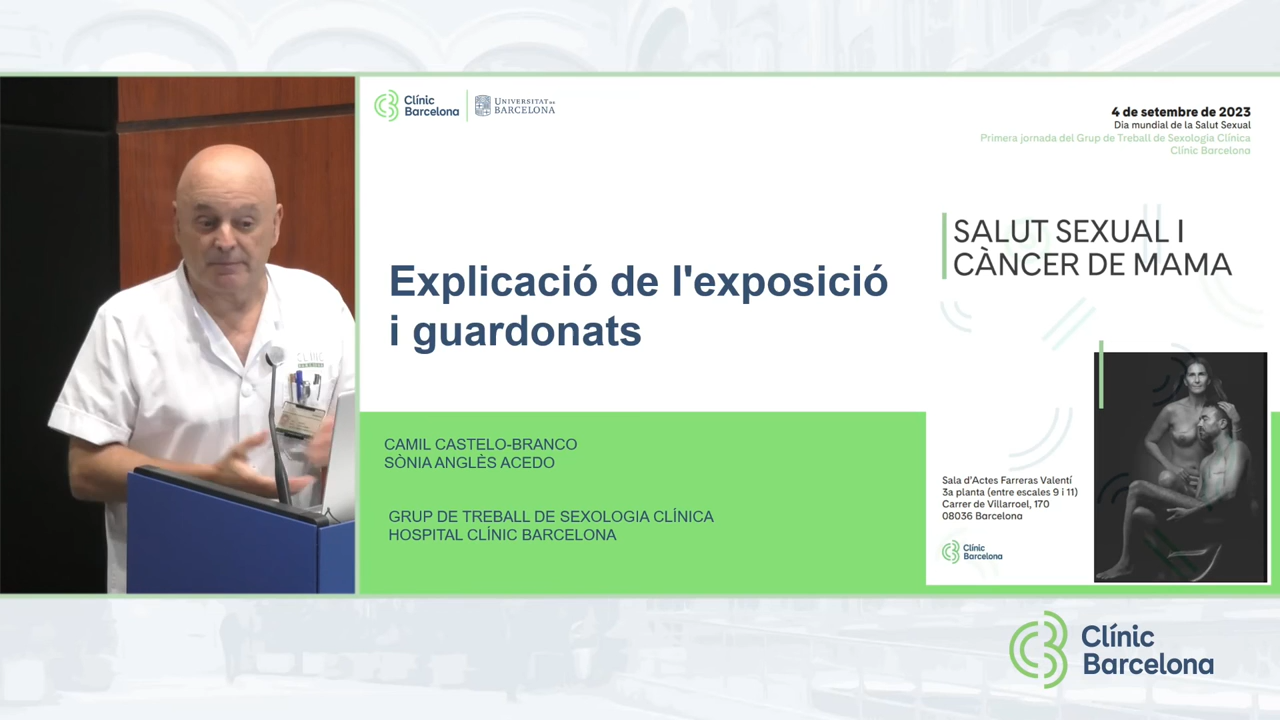 Clínic
Barcelona
UNIVERSITAT DE
BARCELONA
4 de setembre de 2023
Dia mundial de la Salut Sexual
Primera jornada del Grup de Treball de Sexologia Clínica
Clínic Barcelona
SALUT SEXUAL I
CÀNCER DE MAMA
Explicació de l'exposició
i guardonats
CAMIL CASTELO-BRANCO
SÒNIA ANGLÈS ACEDO
GRUP DE TREBALL DE SEXOLOGIA CLÍNICA
HOSPITAL CLÍNIC BARCELONA
Sala d'Actes Farreras Valentí
3a planta (entre escales 9 i 11)
Carrer de Villarroel, 170
08036 Barcelona
Clínic
Barcelona
CLÍNIC
Clínic
Barcelona